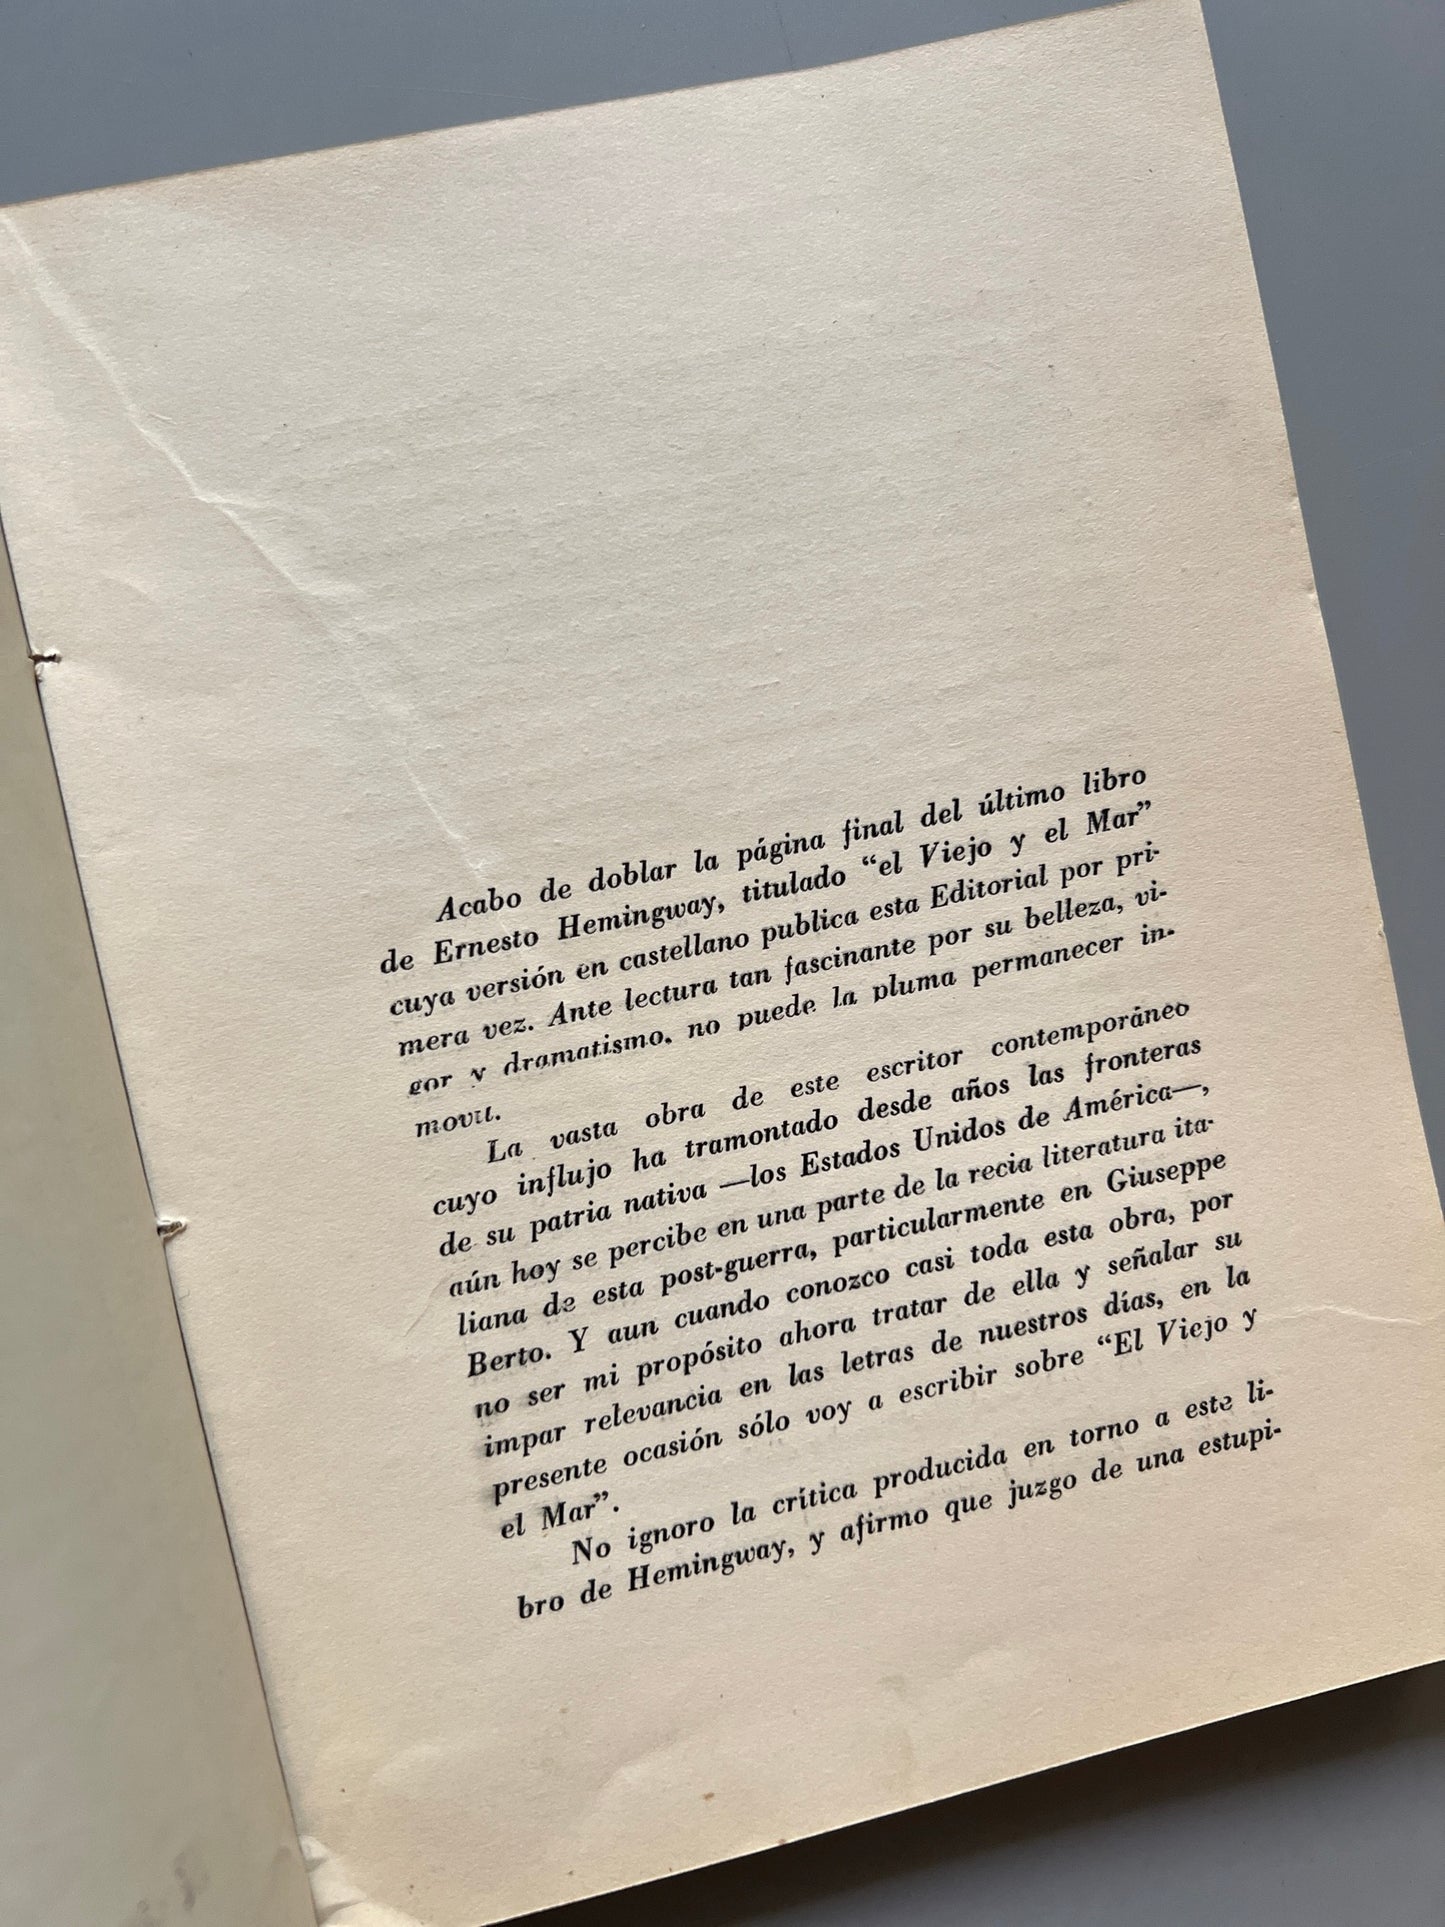 Acabo de doblar la página final del último libro
de Ernesto Hemingway, titulado “el Viejo y el Mar”
cuya versión en castellano publica esta Editorial por pri-
mera vez. Ante lectura tan fascinante por su belleza, vi-
gor y dramatismo, no puede la pluma permanecer in-
movil.
La vasta obra de este escritor contemporáneo
cuyo influjo ha tramontado desde años las fronteras
de su patria nativa —los Estados Unidos de América—,
aún hoy se percibe en una parte de la recia literatura ita-
liana de esta post-guerra, particularmente en Giuseppe
Berto. Y aun cuando conozco casi toda esta obra, por
no ser mi propósito ahora tratar de ella y señalar su
impar relevancia en las letras de nuestros días, en la
presente ocasión sólo voy a escribir sobre “El Viejo y
el Mar”.
No ignoro la crítica producida en torno a este li-
bro de Hemingway, y afirmo que juzgo de una estupi-